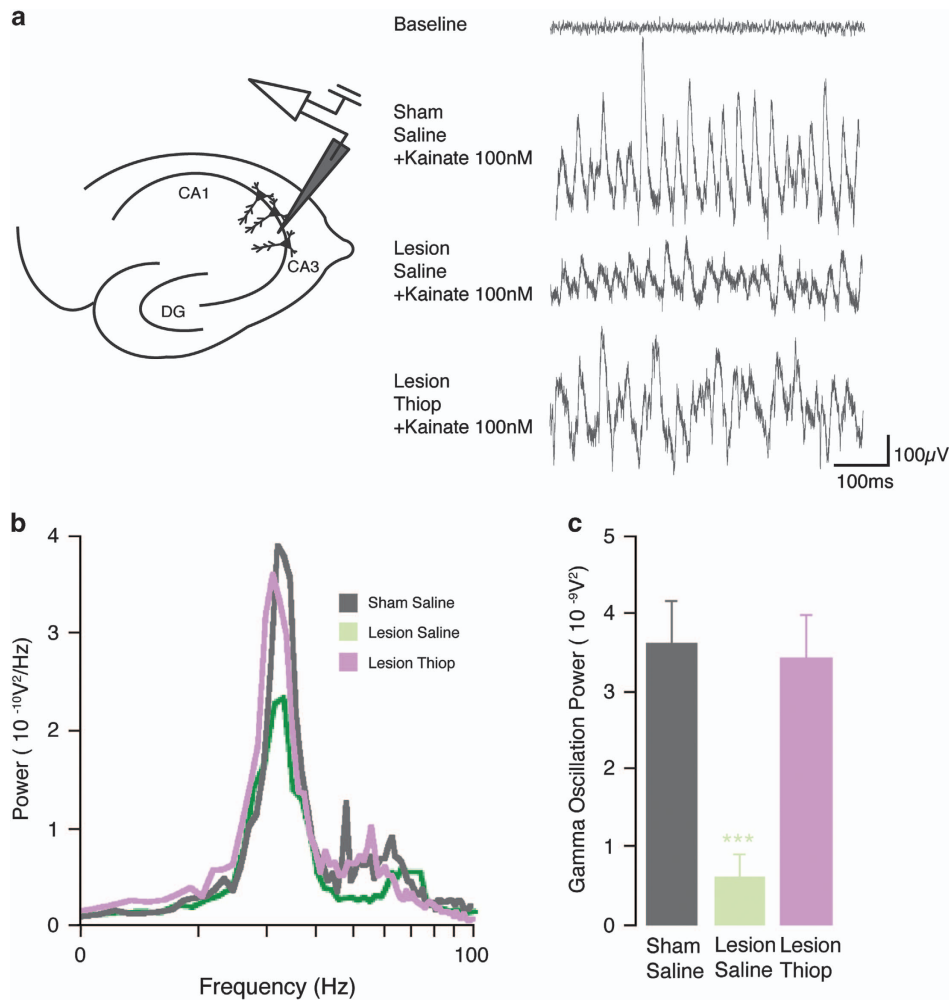 a
CA1
CA3
DG
Baseline
Sham
Saline
+Kainate 100nM
Lesion
Saline
+Kainate 100nM
Lesion
Thiop
+Kainate 100nM
100µV
100ms
b
Power ( 10 -10V2/Hz)
4
3
2
1
0
0
100
Frequency (Hz)
Sham Saline
Lesion Saline
Lesion Thiop
c
Gamma Oscillation Power ( 10 -9V2)
5
4
3
2
1
0
***
Sham
Saline
Lesion
Saline
Lesion
Thiop